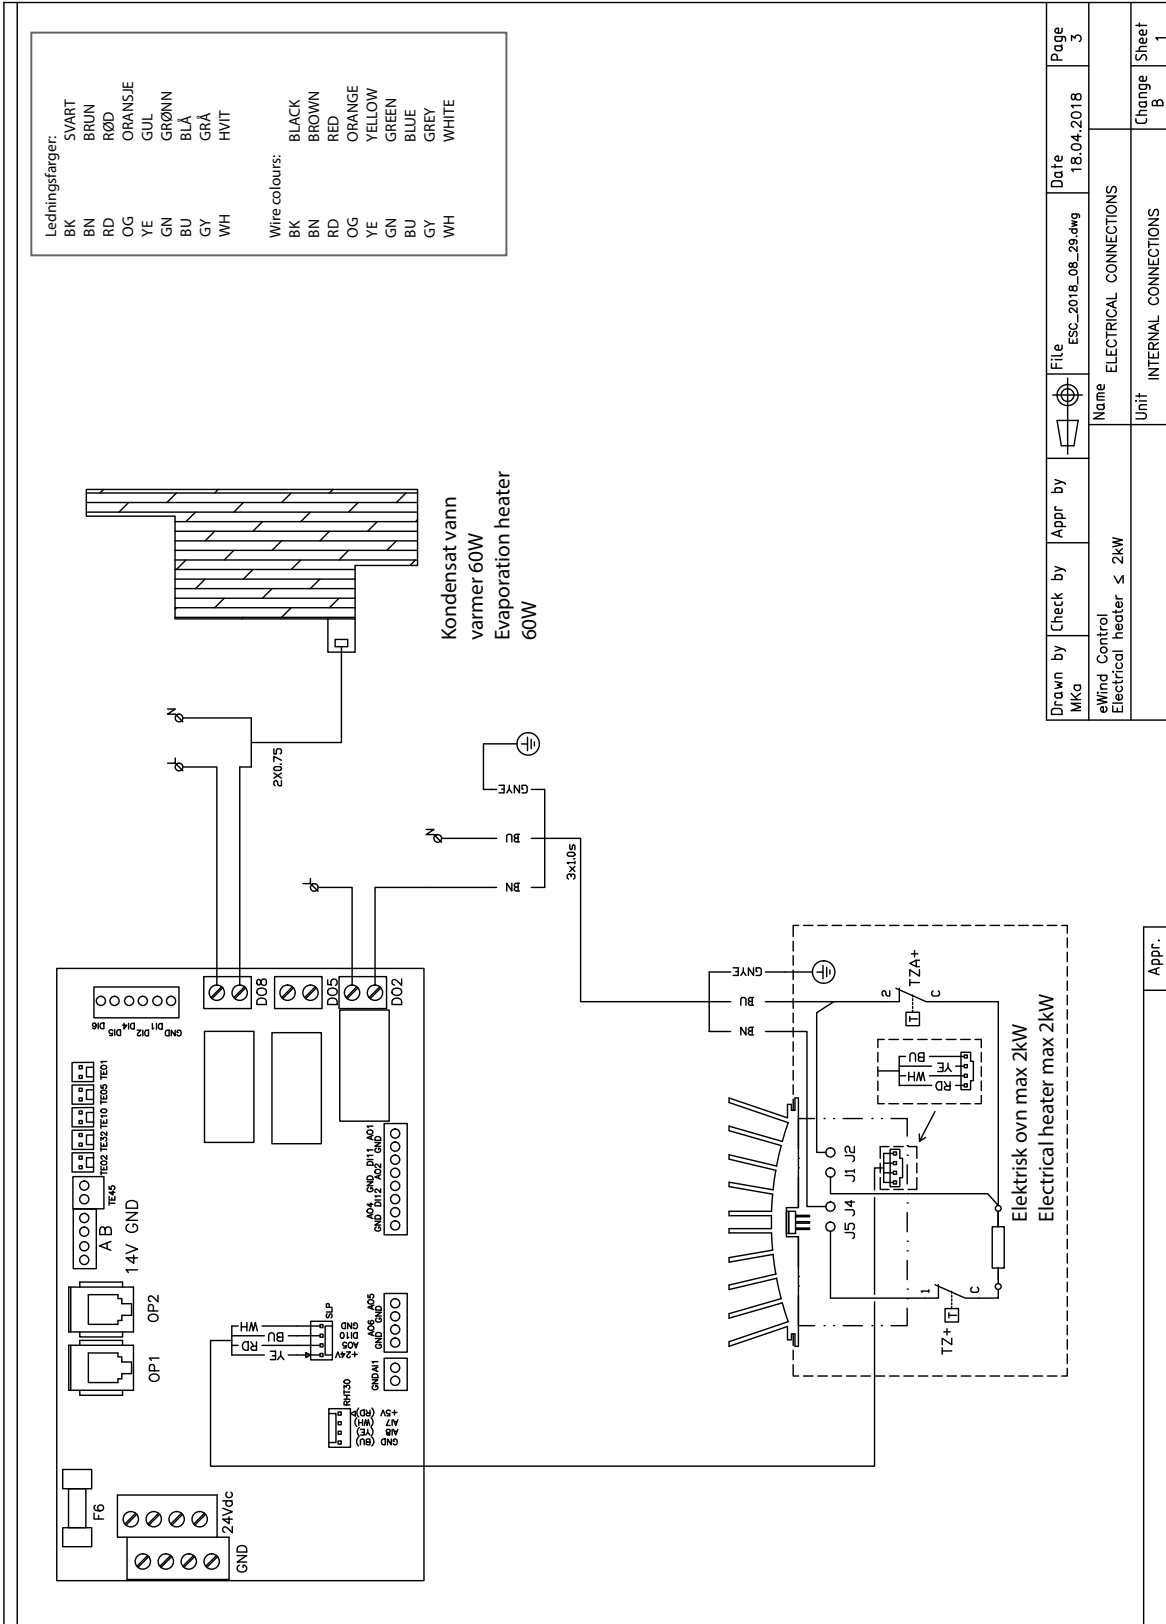 Ledningsfarger:
BK SVART
BN BRUN
RD RØD
OG ORANSJE
YE GUL
GN GRØNN
BU BLÅ
GY GRÅ
WH HVIT
Wire colours:
BK BLACK
BN BROWN
RD RED
OG ORANGE
YE YELLOW
GN GREEN
BU BLUE
GY GREY
WH WHITE
Kondensat vann
varmer 60W
Evaporation heater
60W
L
N
2X0.75
L
N
BN
BU
GNYE
3x1.0s
F6
24Vdc
GND
OP1
OP2
A B
14V GND
TE45
TE02
TE32
TE10
TE05
TE01
GND
DI1
DI2
DI4
DI5
DI6
DO8
DO5
DO2
RHT30
GND (BU)
AI8 (YE)
AI7 (WH)
+5V (RD)
SLP
+24V
AO5
DI10
GND
YE
RD
BU
WH
GND AI1
GND
AO6
GND
AO5
GND
AO4
DI12
GND
AO2
DI11
GND
AO1
BN
BU
GNYE
J5 J4
J1 J2
TZ+
T
1
C
TZA+
T
2
C
RD
WH
YE
BU
Elektrisk ovn max 2kW
Electrical heater max 2kW
Drawn by
MKa
Check by
Appr by
File
ESC_2018_08_29.dwg
Date
18.04.2018
Page
3
eWind Control
Electrical heater ≤ 2kW
Name
ELECTRICAL CONNECTIONS
Unit
INTERNAL CONNECTIONS
Change
B
Sheet
1
Appr.